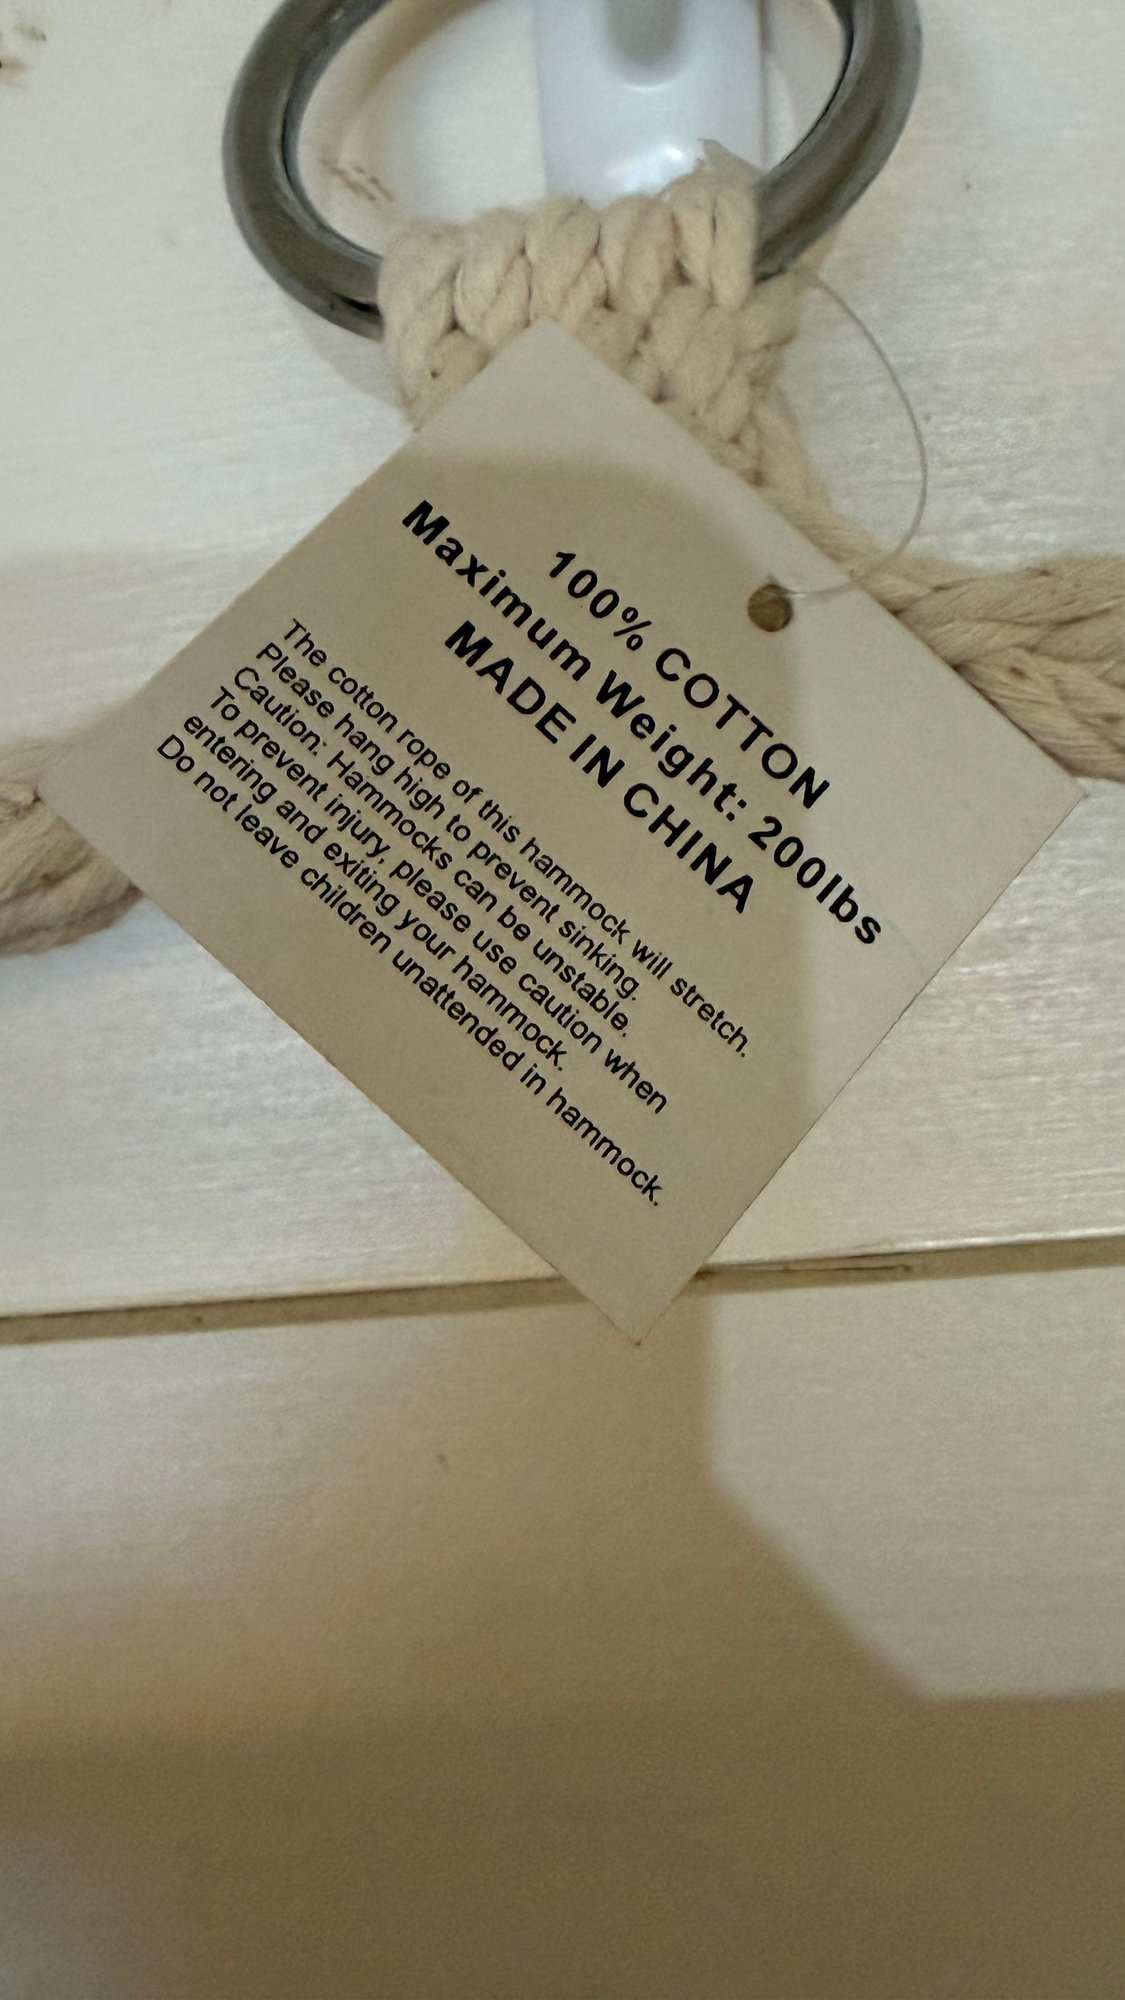 100% COTTON
Maximum Weight: 200lbs
MADE IN CHINA
The cotton rope of this hammock will stretch.
Please hang high to prevent sinking.
Caution: Hammocks can be unstable.
To prevent injury, please use caution when
entering and exiting your hammock.
Do not leave children unattended in hammock.